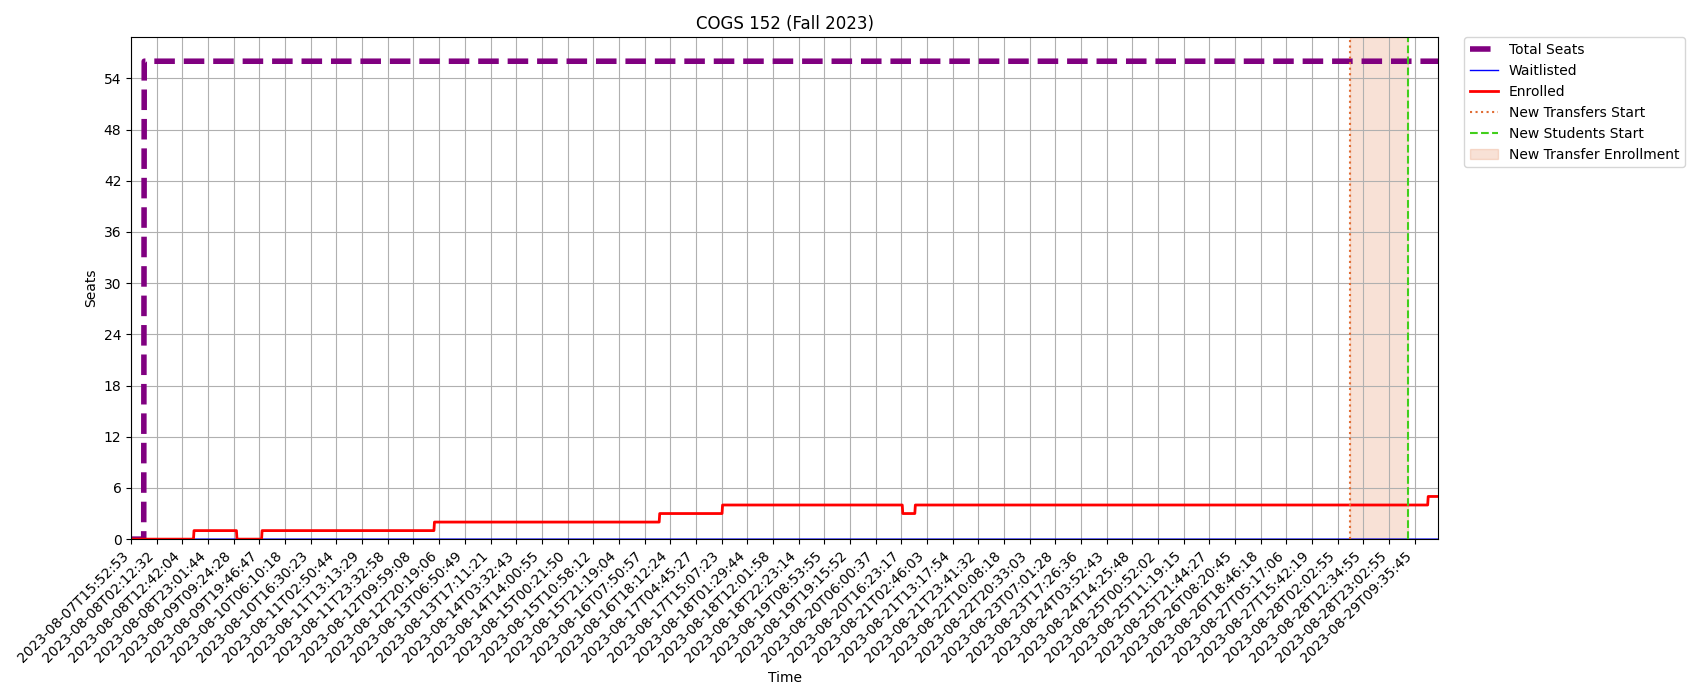 COGS 152 (Fall 2023)
Seats
54
48
42
36
30
24
18
12
6
0
2023-08-07T15:52:53
2023-08-08T02:12:32
2023-08-08T12:42:04
2023-08-08T23:01:44
2023-08-09T09:24:28
2023-08-09T19:46:47
2023-08-10T06:10:18
2023-08-10T16:30:23
2023-08-11T02:50:44
2023-08-11T13:13:29
2023-08-11T23:32:58
2023-08-12T09:59:08
2023-08-12T20:19:06
2023-08-13T06:50:49
2023-08-13T17:11:21
2023-08-14T03:32:43
2023-08-14T14:00:55
2023-08-15T00:21:50
2023-08-15T10:58:12
2023-08-15T21:19:04
2023-08-16T07:50:57
2023-08-16T18:12:24
2023-08-17T04:45:27
2023-08-17T15:07:23
2023-08-18T01:29:44
2023-08-18T12:01:58
2023-08-18T22:23:14
2023-08-19T08:53:55
2023-08-19T19:15:52
2023-08-20T06:00:37
2023-08-20T16:23:17
2023-08-21T02:46:03
2023-08-21T13:17:54
2023-08-21T23:41:32
2023-08-22T10:08:18
2023-08-22T20:33:03
2023-08-23T07:01:28
2023-08-23T17:26:36
2023-08-24T03:52:43
2023-08-24T14:25:48
2023-08-25T00:52:02
2023-08-25T11:19:15
2023-08-25T21:44:27
2023-08-26T08:20:45
2023-08-26T18:46:18
2023-08-27T05:17:06
2023-08-27T15:42:19
2023-08-28T02:02:55
2023-08-28T12:34:55
2023-08-28T23:02:55
2023-08-29T09:35:45
Time
Total Seats
Waitlisted
Enrolled
New Transfers Start
New Students Start
New Transfer Enrollment